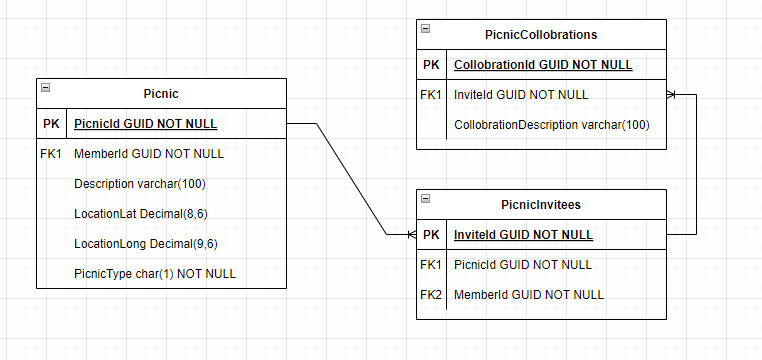 Picnic
PK PicnicId GUID NOT NULL
FK1 MemberId GUID NOT NULL
Description varchar(100)
LocationLat Decimal(8,6)
LocationLong Decimal(9,6)
PicnicType char(1) NOT NULL
PicnicCollobrations
PK CollobrationId GUID NOT NULL
FK1 InviteId GUID NOT NULL
CollobrationDescription varchar(100)
PicnicInvitees
PK InviteId GUID NOT NULL
FK1 PicnicId GUID NOT NULL
FK2 MemberId GUID NOT NULL